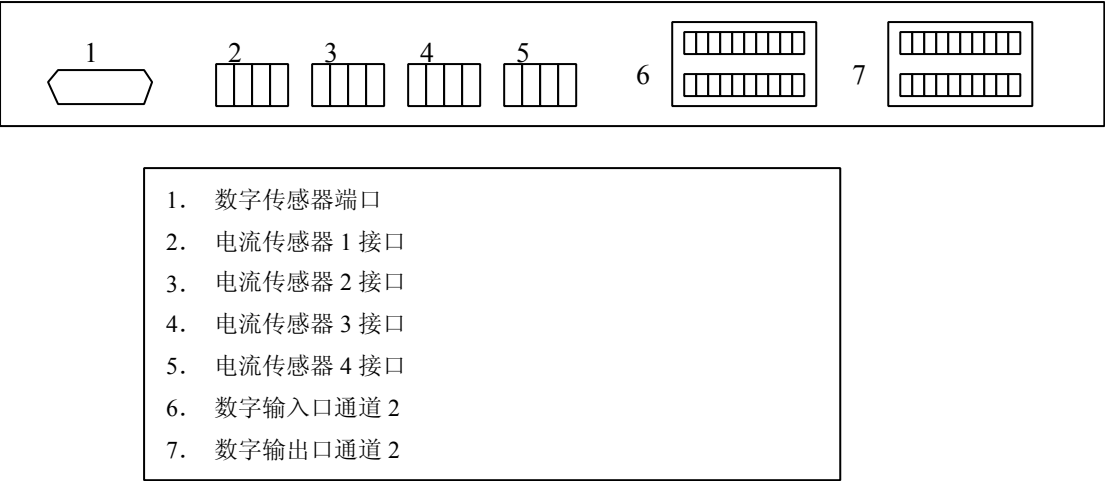 1 2 3 4 5
6 7
1. 数字传感器端口
2. 电流传感器 1 接口
3. 电流传感器 2 接口
4. 电流传感器 3 接口
5. 电流传感器 4 接口
6. 数字输入口通道 2
7. 数字输出口通道 2